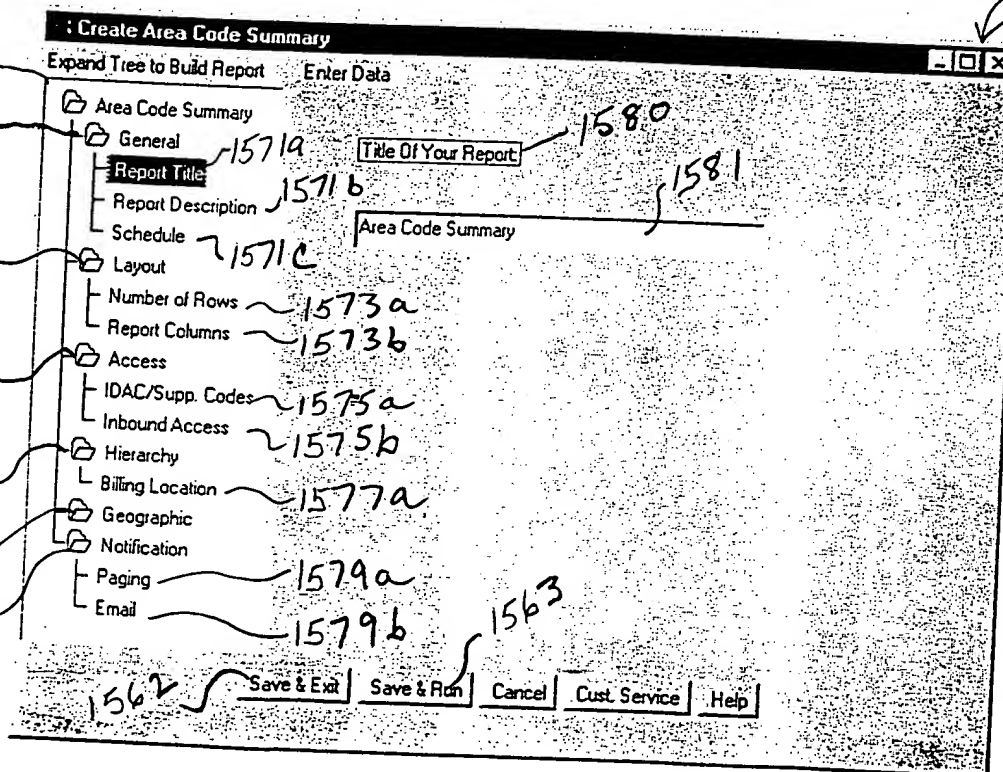 : Create Area Code Summary
Expand Tree to Build Report Enter Data
Area Code Summary
General
1580
Report Title 1571a Title Of Your Report
Report Description 1571b 1581
Schedule 1571c Area Code Summary
Layout
Number of Rows 1573a
Report Columns 1573b
Access
IDAC/Supp. Codes 1575a
Inbound Access 1575b
Hierarchy
Billing Location 1577a
Geographic
Notification
Paging 1579a
Email 1579b
1563
1562 Save & Exit Save & Run Cancel Cust. Service Help